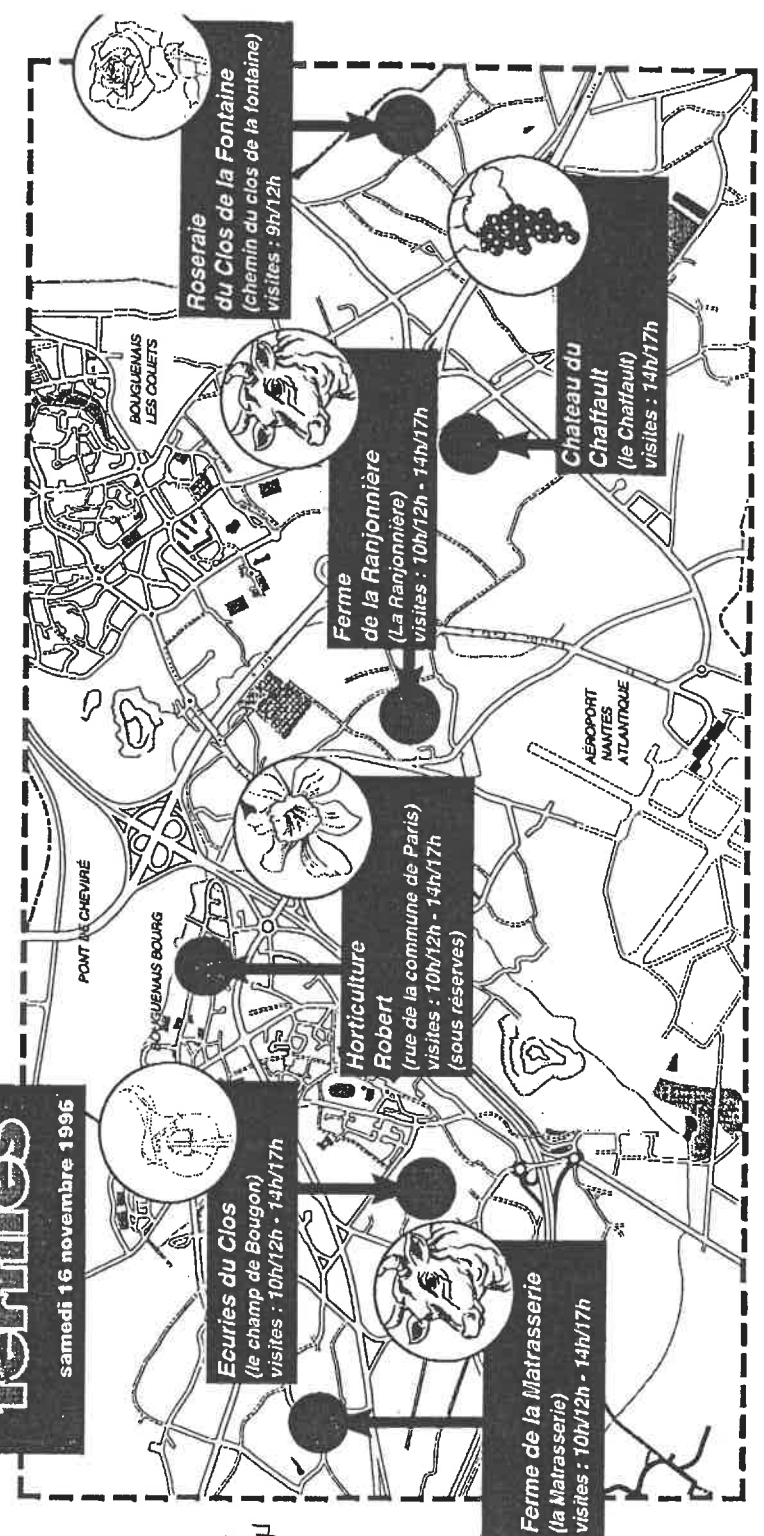 fermes
samedi 16 novembre 1996
PONT DE CHEVIRÉ
BOUGUENAIS
LES COUETS
BOUGUENAIS BOURG
Roseraie
du Clos de la Fontaine
(chemin du clos de la fontaine)
visites : 9h/12h
Ecuries du Clos
(le champ de Bougon)
visites : 10h/12h - 14h/17h
Horticulture
Robert
(rue de la commune de Paris)
visites : 10h/12h - 14h/17h
(sous réserves)
Ferme
de la Ranjonnière
(La Ranjonnière)
visites : 10h/12h - 14h/17h
Ferme de la Matrasserie
(la Matrasserie)
visites : 10h/12h - 14h/17h
AÉROPORT
NANTES
ATLANTIQUE
Chateau du
Chaffault
(le Chaffault)
visites : 14h/17h